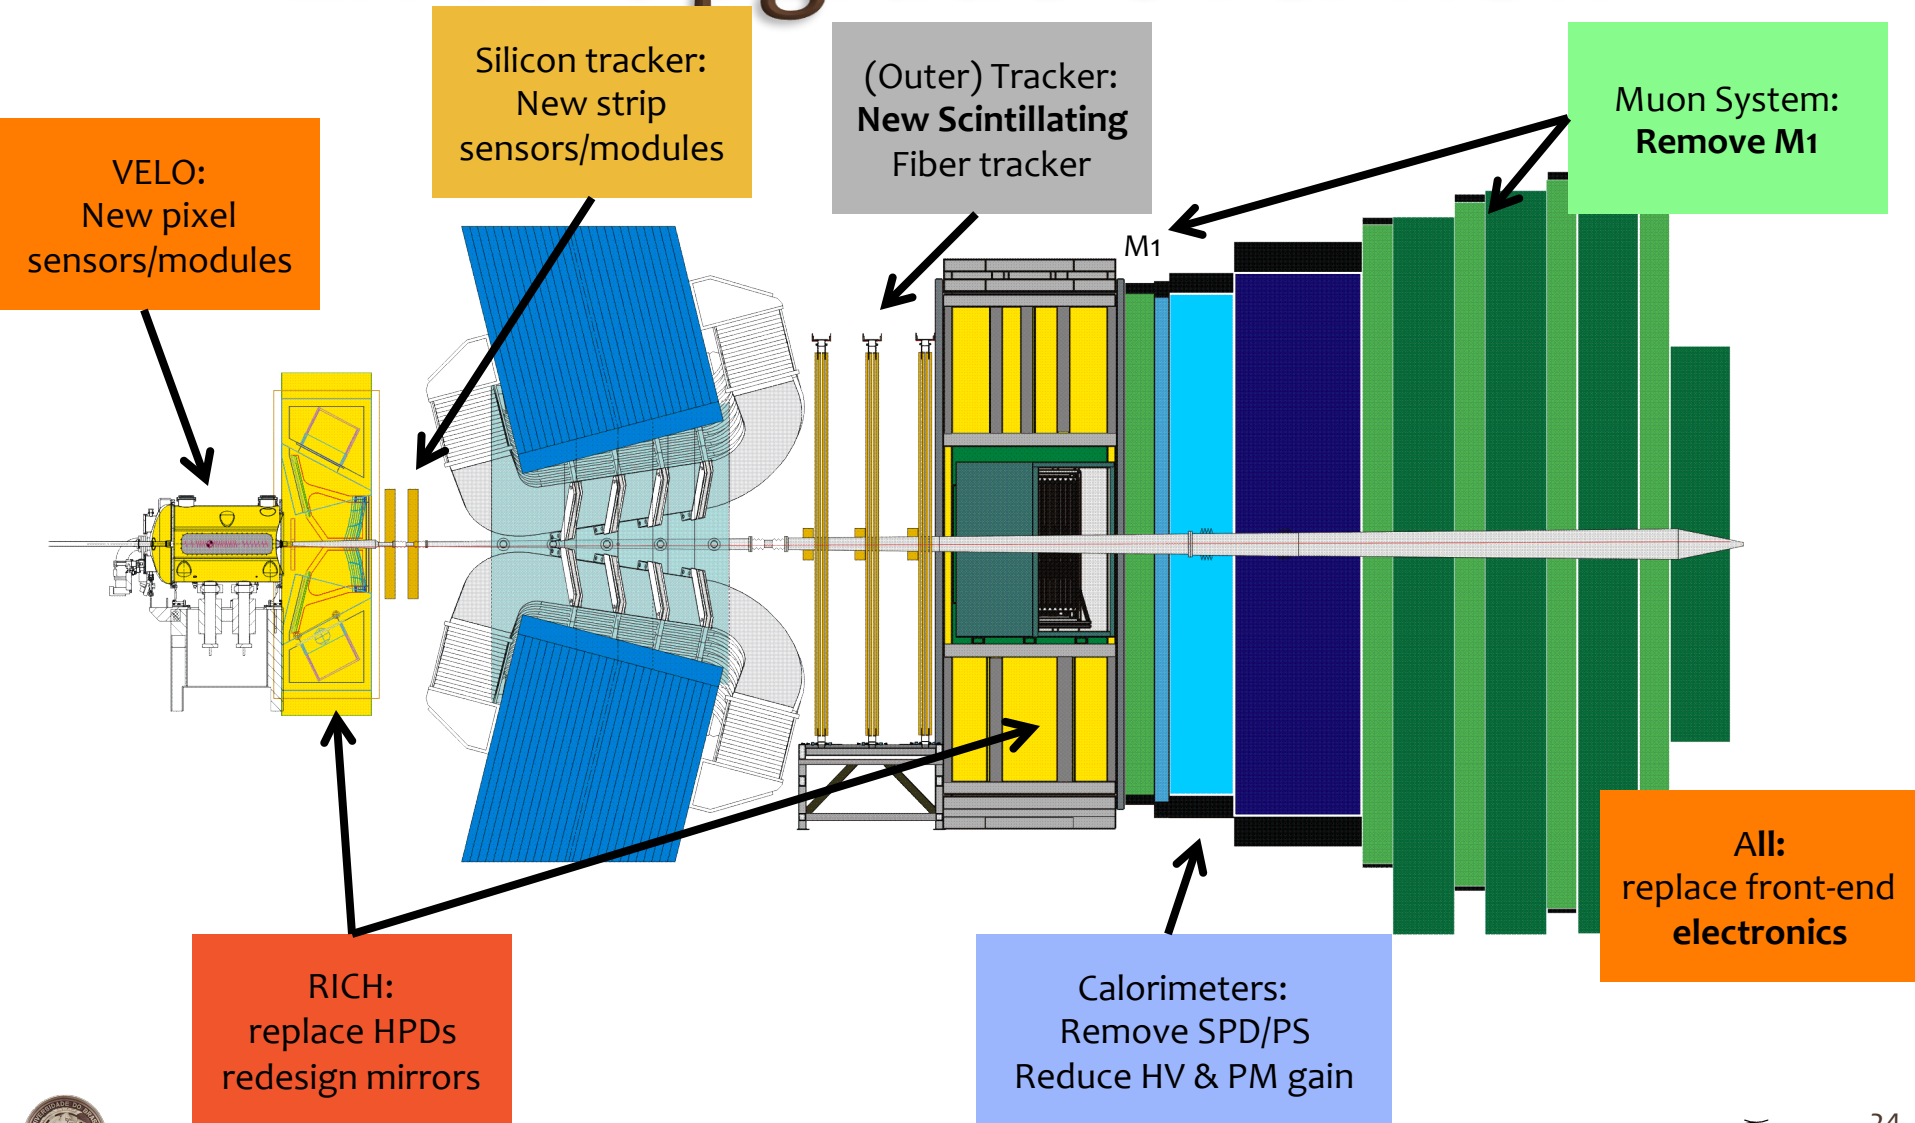 Silicon tracker:
New strip
sensors/modules
(Outer) Tracker:
New Scintillating
Fiber tracker
Muon System:
Remove M1
VELO:
New pixel
sensors/modules
M1
All:
replace front-end
electronics
RICH:
replace HPDs
redesign mirrors
Calorimeters:
Remove SPD/PS
Reduce HV & PM gain